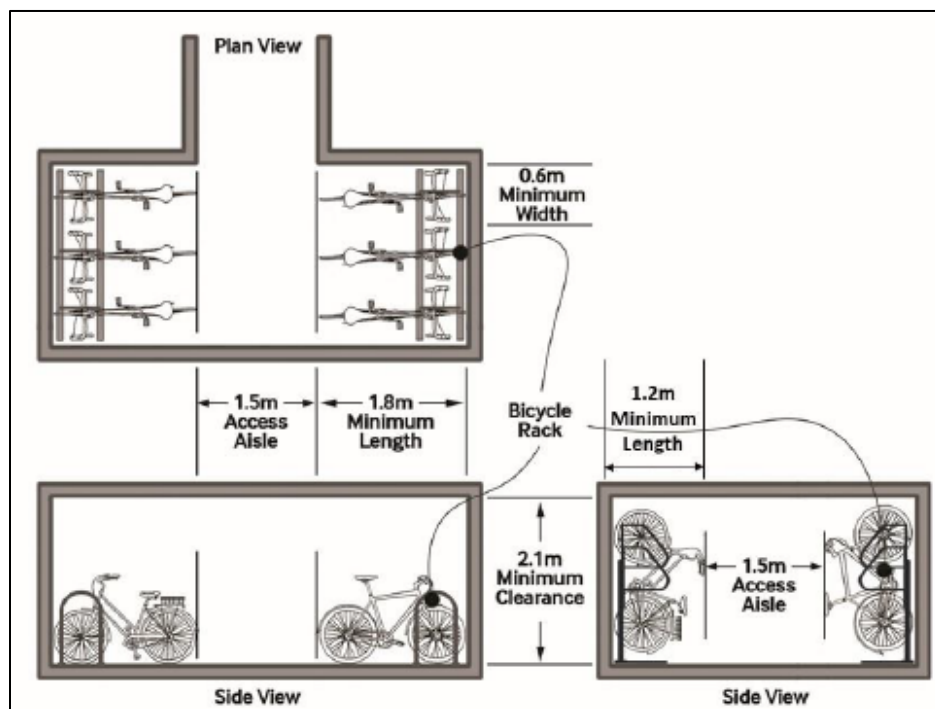 Plan View
0.6m
Minimum
Width
1.5m
Access
Aisle
1.8m
Minimum
Length
Bicycle
Rack
1.2m
Minimum
Length
2.1m
Minimum
Clearance
1.5m
Access
Aisle
Side View
Side View